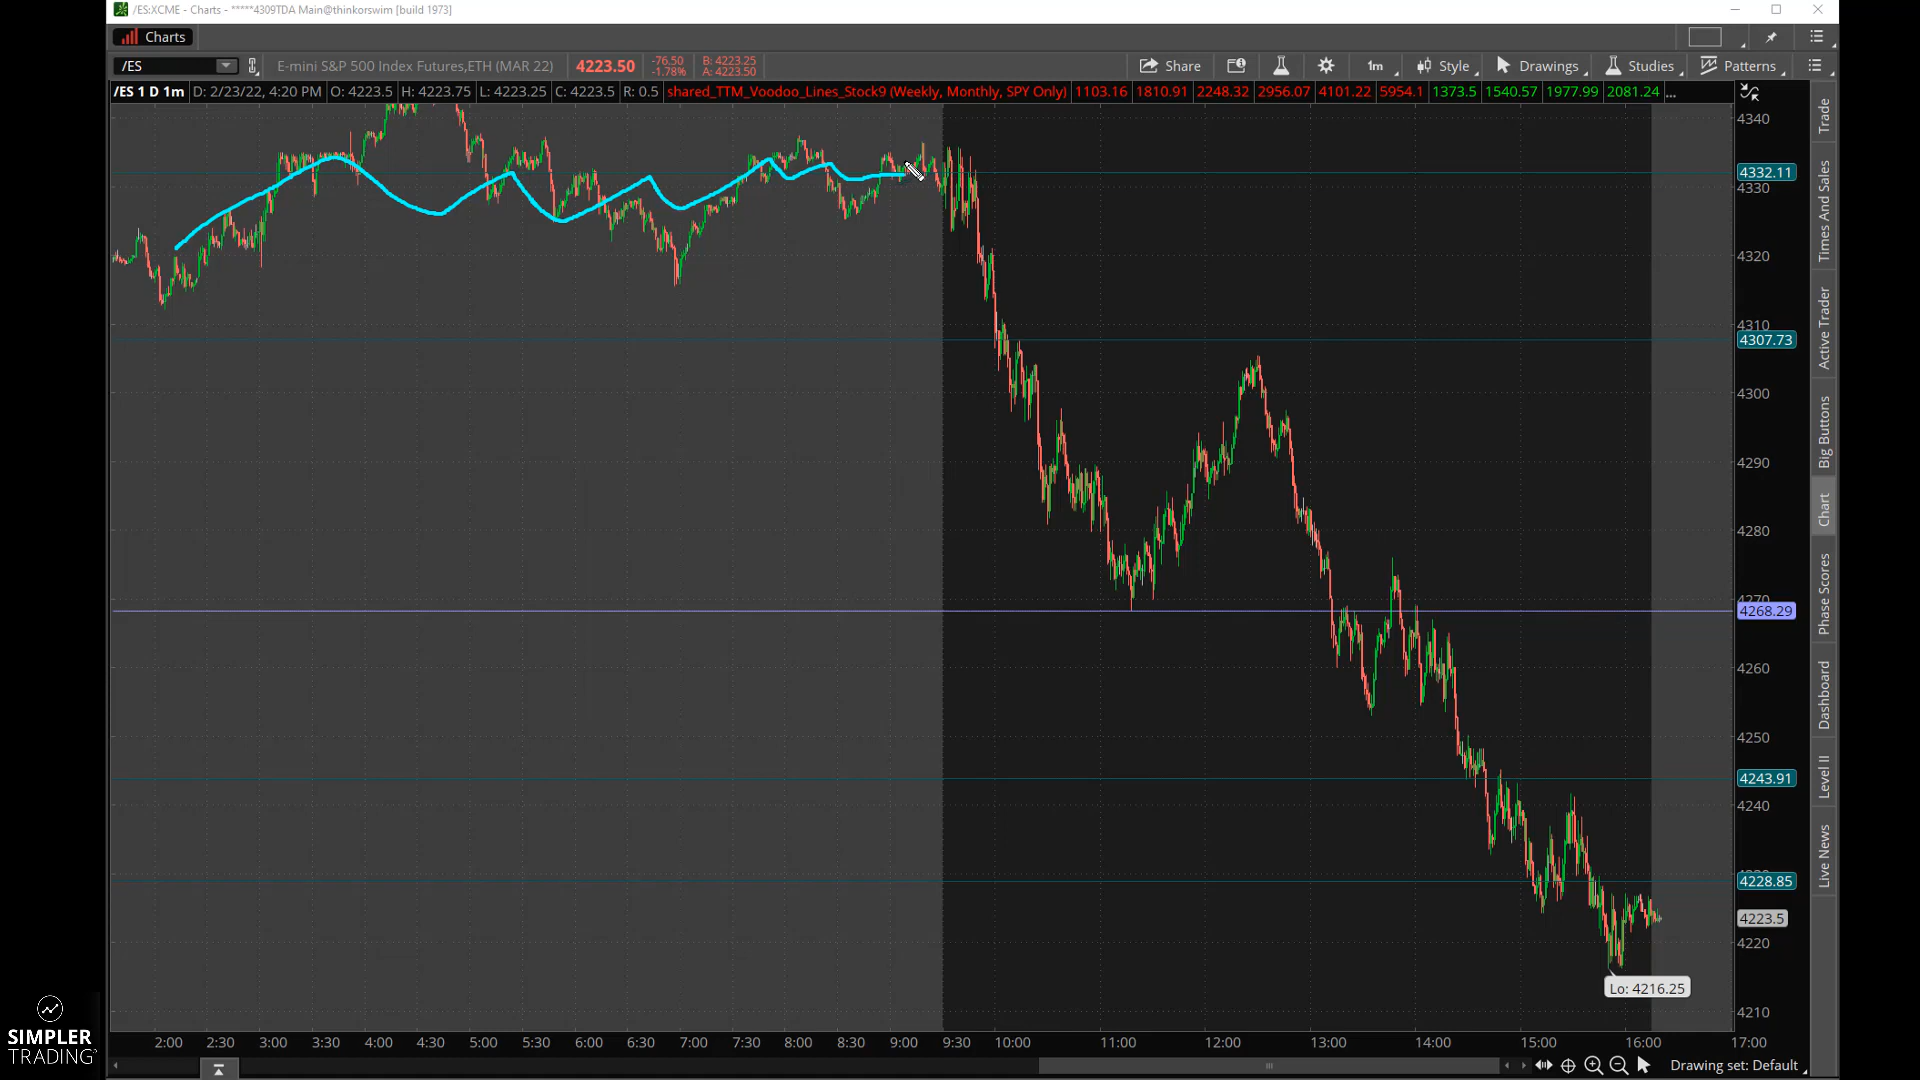 /ES:XCME - Charts - *****4309TDA Main@thinkorswim [build 1973]
Charts
/ES E-mini S&P 500 Index Futures,ETH (MAR 22) 4223.50 -76.50 -1.78% B: 4223.25 A: 4223.50 Share 1m Style Drawings Studies Patterns
/ES 1 D 1m D: 2/23/22, 4:20 PM O: 4223.5 H: 4223.75 L: 4223.25 C: 4223.5 R: 0.5 shared_TTM_Voodoo_Lines_Stock9 (Weekly, Monthly, SPY Only) 1103.16 1810.91 2248.32 2956.07 4101.22 5954.1 1373.5 1540.57 1977.99 2081.24 ...
4340
4332.11
4330
4320
4310
4307.73
4300
4290
4280
4270
4268.29
4260
4250
4243.91
4240
4228.85
4223.5
4220
Lo: 4216.25
4210
Trade
Times And Sales
Active Trader
Big Buttons
Chart
Phase Scores
Dashboard
Level II
Live News
2:00 2:30 3:00 3:30 4:00 4:30 5:00 5:30 6:00 6:30 7:00 7:30 8:00 8:30 9:00 9:30 10:00 11:00 12:00 13:00 14:00 15:00 16:00 17:00
Drawing set: Default
SIMPLER
TRADING